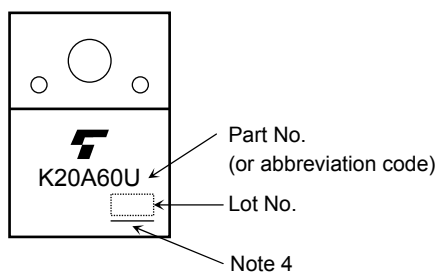 K20A60U
Part No.
(or abbreviation code)
Lot No.
Note 4